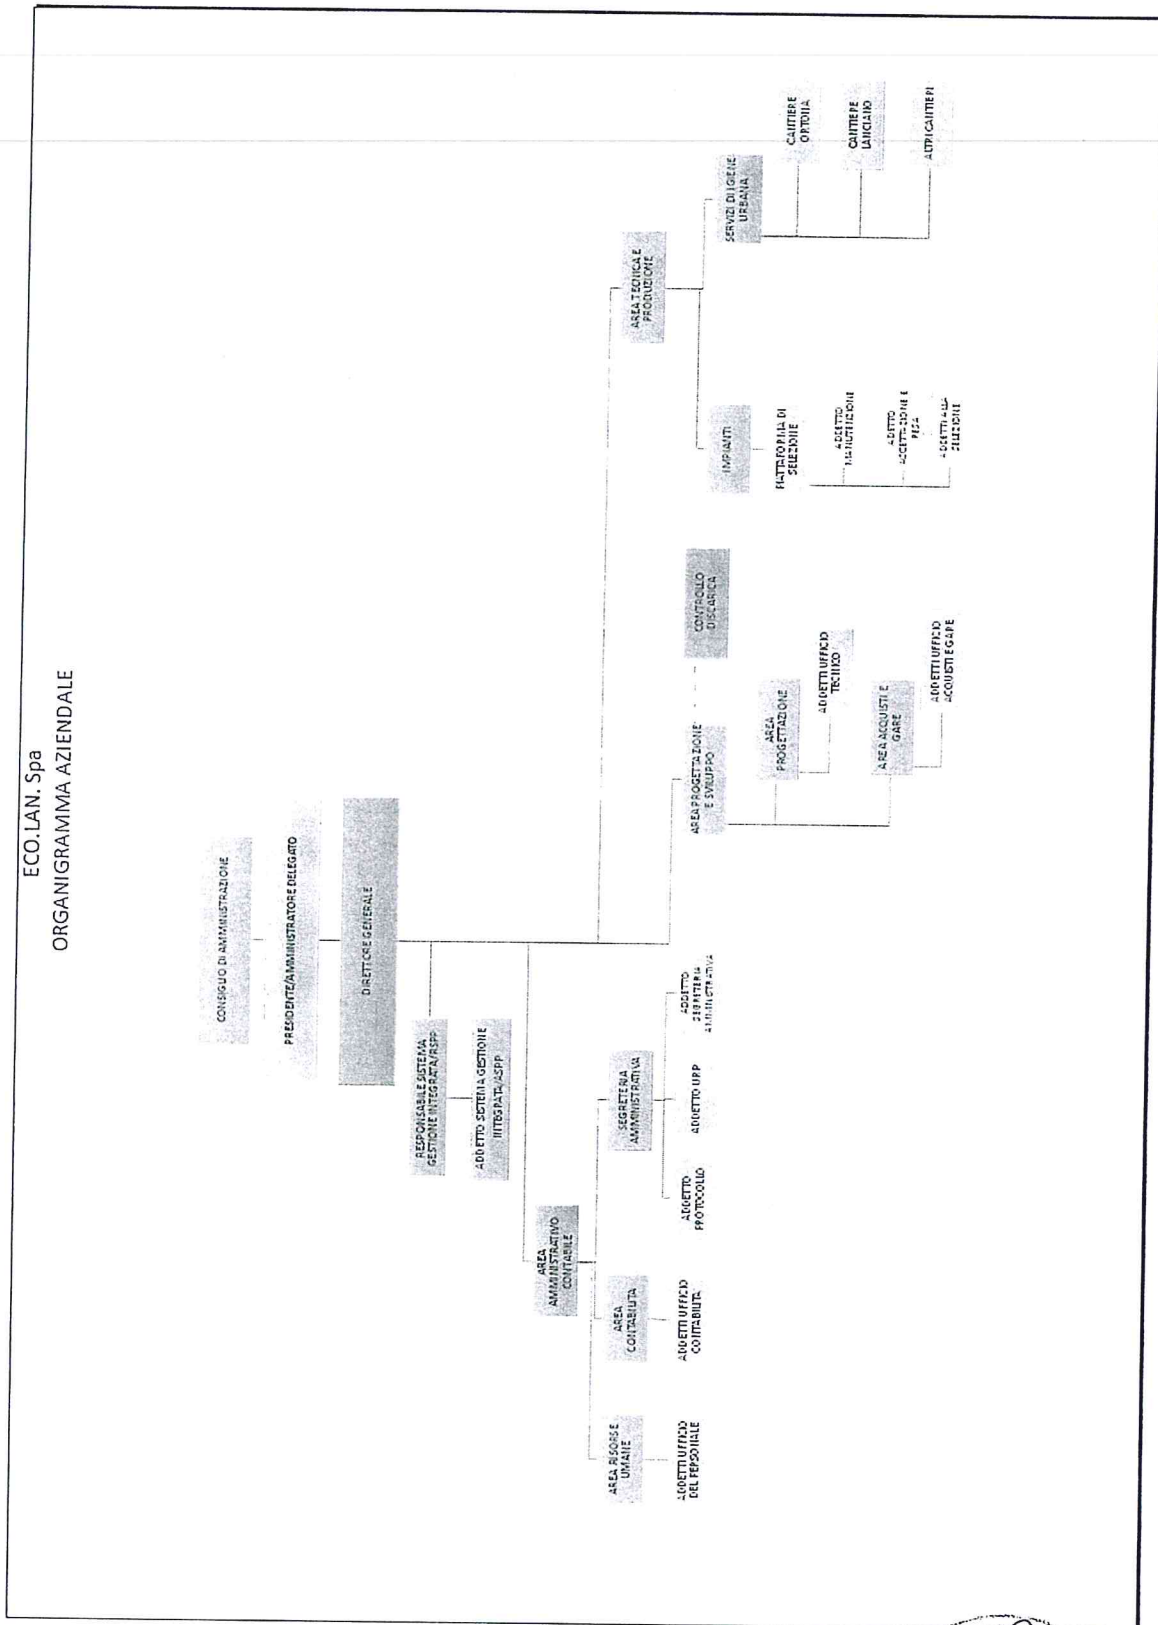 ECO.LAN. Spa
ORGANIGRAMMA AZIENDALE
CONSIGLIO DI AMMINISTRAZIONE
PRESIDENTE/AMMINISTRATORE DELEGATO
DIRETTORE GENERALE
RESPONSABILE SISTEMA
GESTIONE INTEGRATA/RSPP
ADDETTO SISTEMA GESTIONE
INTEGRATA/ASPP
AREA
AMMINISTRATIVO
CONTABILE
AREA RISORSE
UMANE
ADDETTI UFFICIO
DEL PERSONALE
AREA
CONTABILITA'
ADDETTI UFFICIO
CONTABILITA'
SEGRETERIA
AMMINISTRATIVA
ADDETTO
PROTOCOLLO
ADDETTO URP
ADDETTO
SEGRETERIA
AMMINISTRATIVA
AREA PROGETTAZIONE
E SVILUPPO
CONTROLLO
DISCARICA
AREA
PROGETTAZIONE
ADDETTI UFFICIO
TECNICO
AREA ACQUISTI E
GARE
ADDETTI UFFICIO
ACQUISTI E GARE
AREA TECNICA E
PRODUZIONE
IMPIANTI
PIATTAFORMA DI
SELEZIONE
ADDETTO
MANUTENZIONE
ADETTO
ACCETTAZIONE E
PESA
ADDETTI ALLA
SELEZIONE
SERVIZI DI IGIENE
URBANA
CANTIERE
ORTONA
CANTIERE
LANCIANO
ALTRI CANTIERI